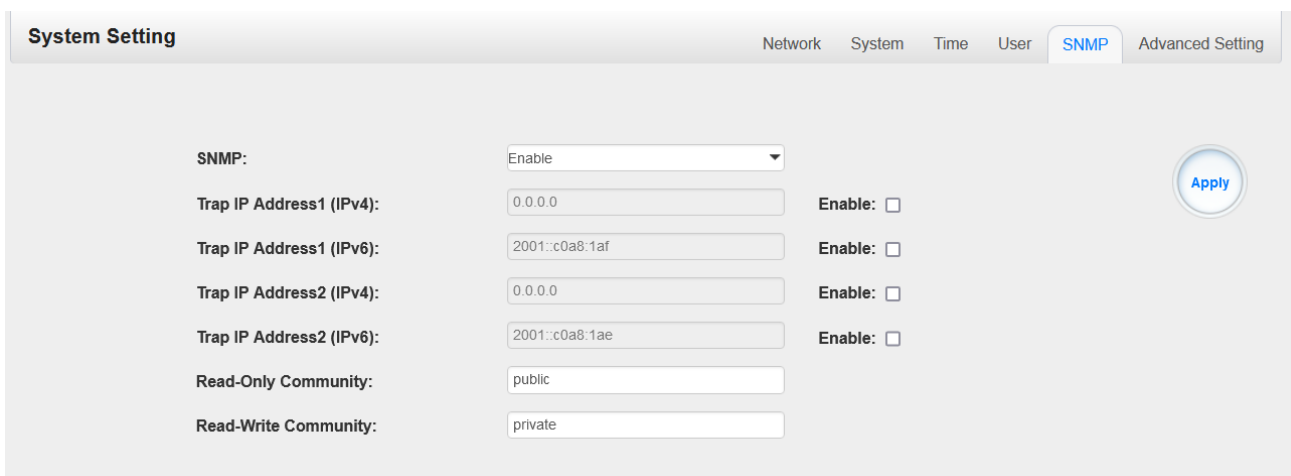 System Setting
Network System Time User SNMP Advanced Setting
SNMP: Enable
Apply
Trap IP Address1 (IPv4): 0.0.0.0 Enable:
Trap IP Address1 (IPv6): 2001::c0a8:1af Enable:
Trap IP Address2 (IPv4): 0.0.0.0 Enable:
Trap IP Address2 (IPv6): 2001::c0a8:1ae Enable:
Read-Only Community: public
Read-Write Community: private